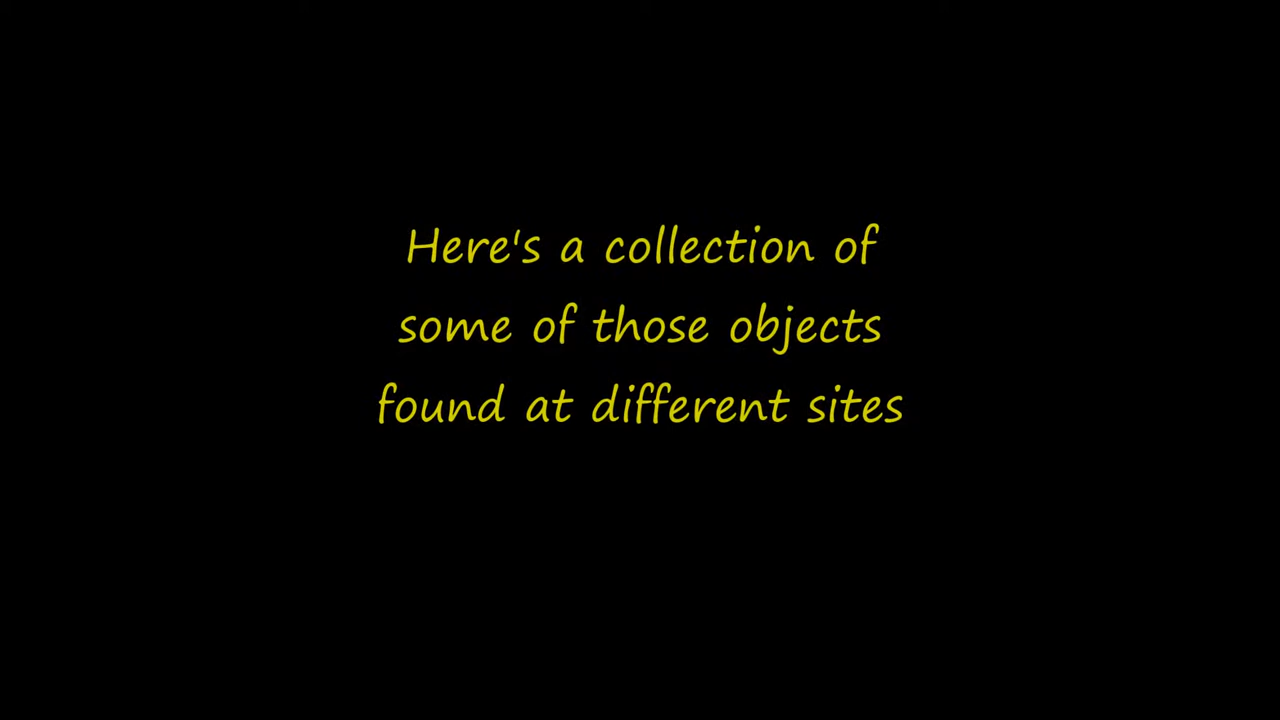 Here's a collection of
some of those objects
found at different sites